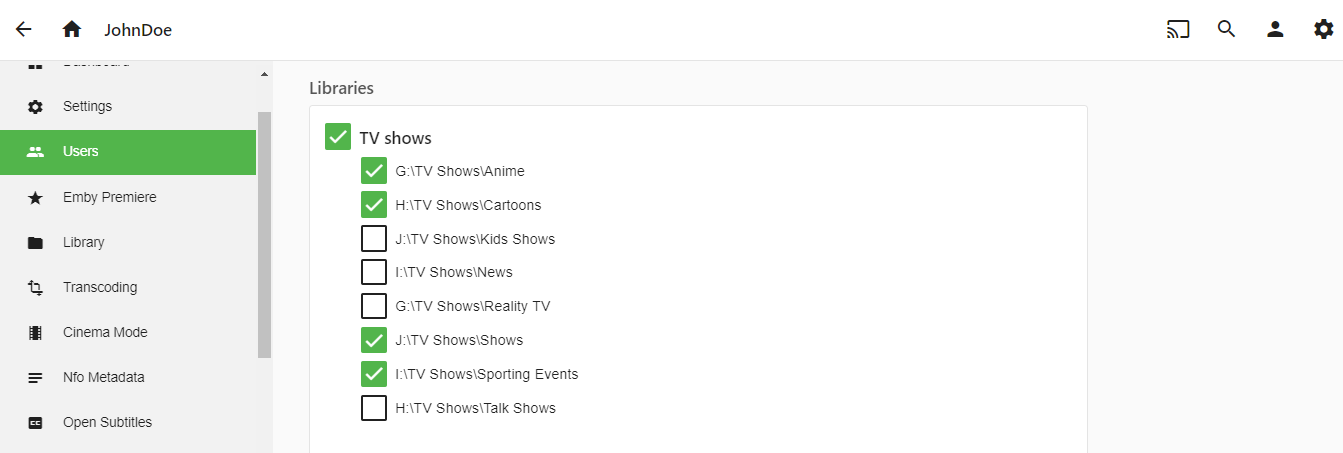 JohnDoe
Dashboard
Settings
Users
Emby Premiere
Library
Transcoding
Cinema Mode
Nfo Metadata
CC
Open Subtitles
Libraries
TV shows
G:\TV Shows\Anime
H:\TV Shows\Cartoons
J:\TV Shows\Kids Shows
I:\TV Shows\News
G:\TV Shows\Reality TV
J:\TV Shows\Shows
I:\TV Shows\Sporting Events
H:\TV Shows\Talk Shows